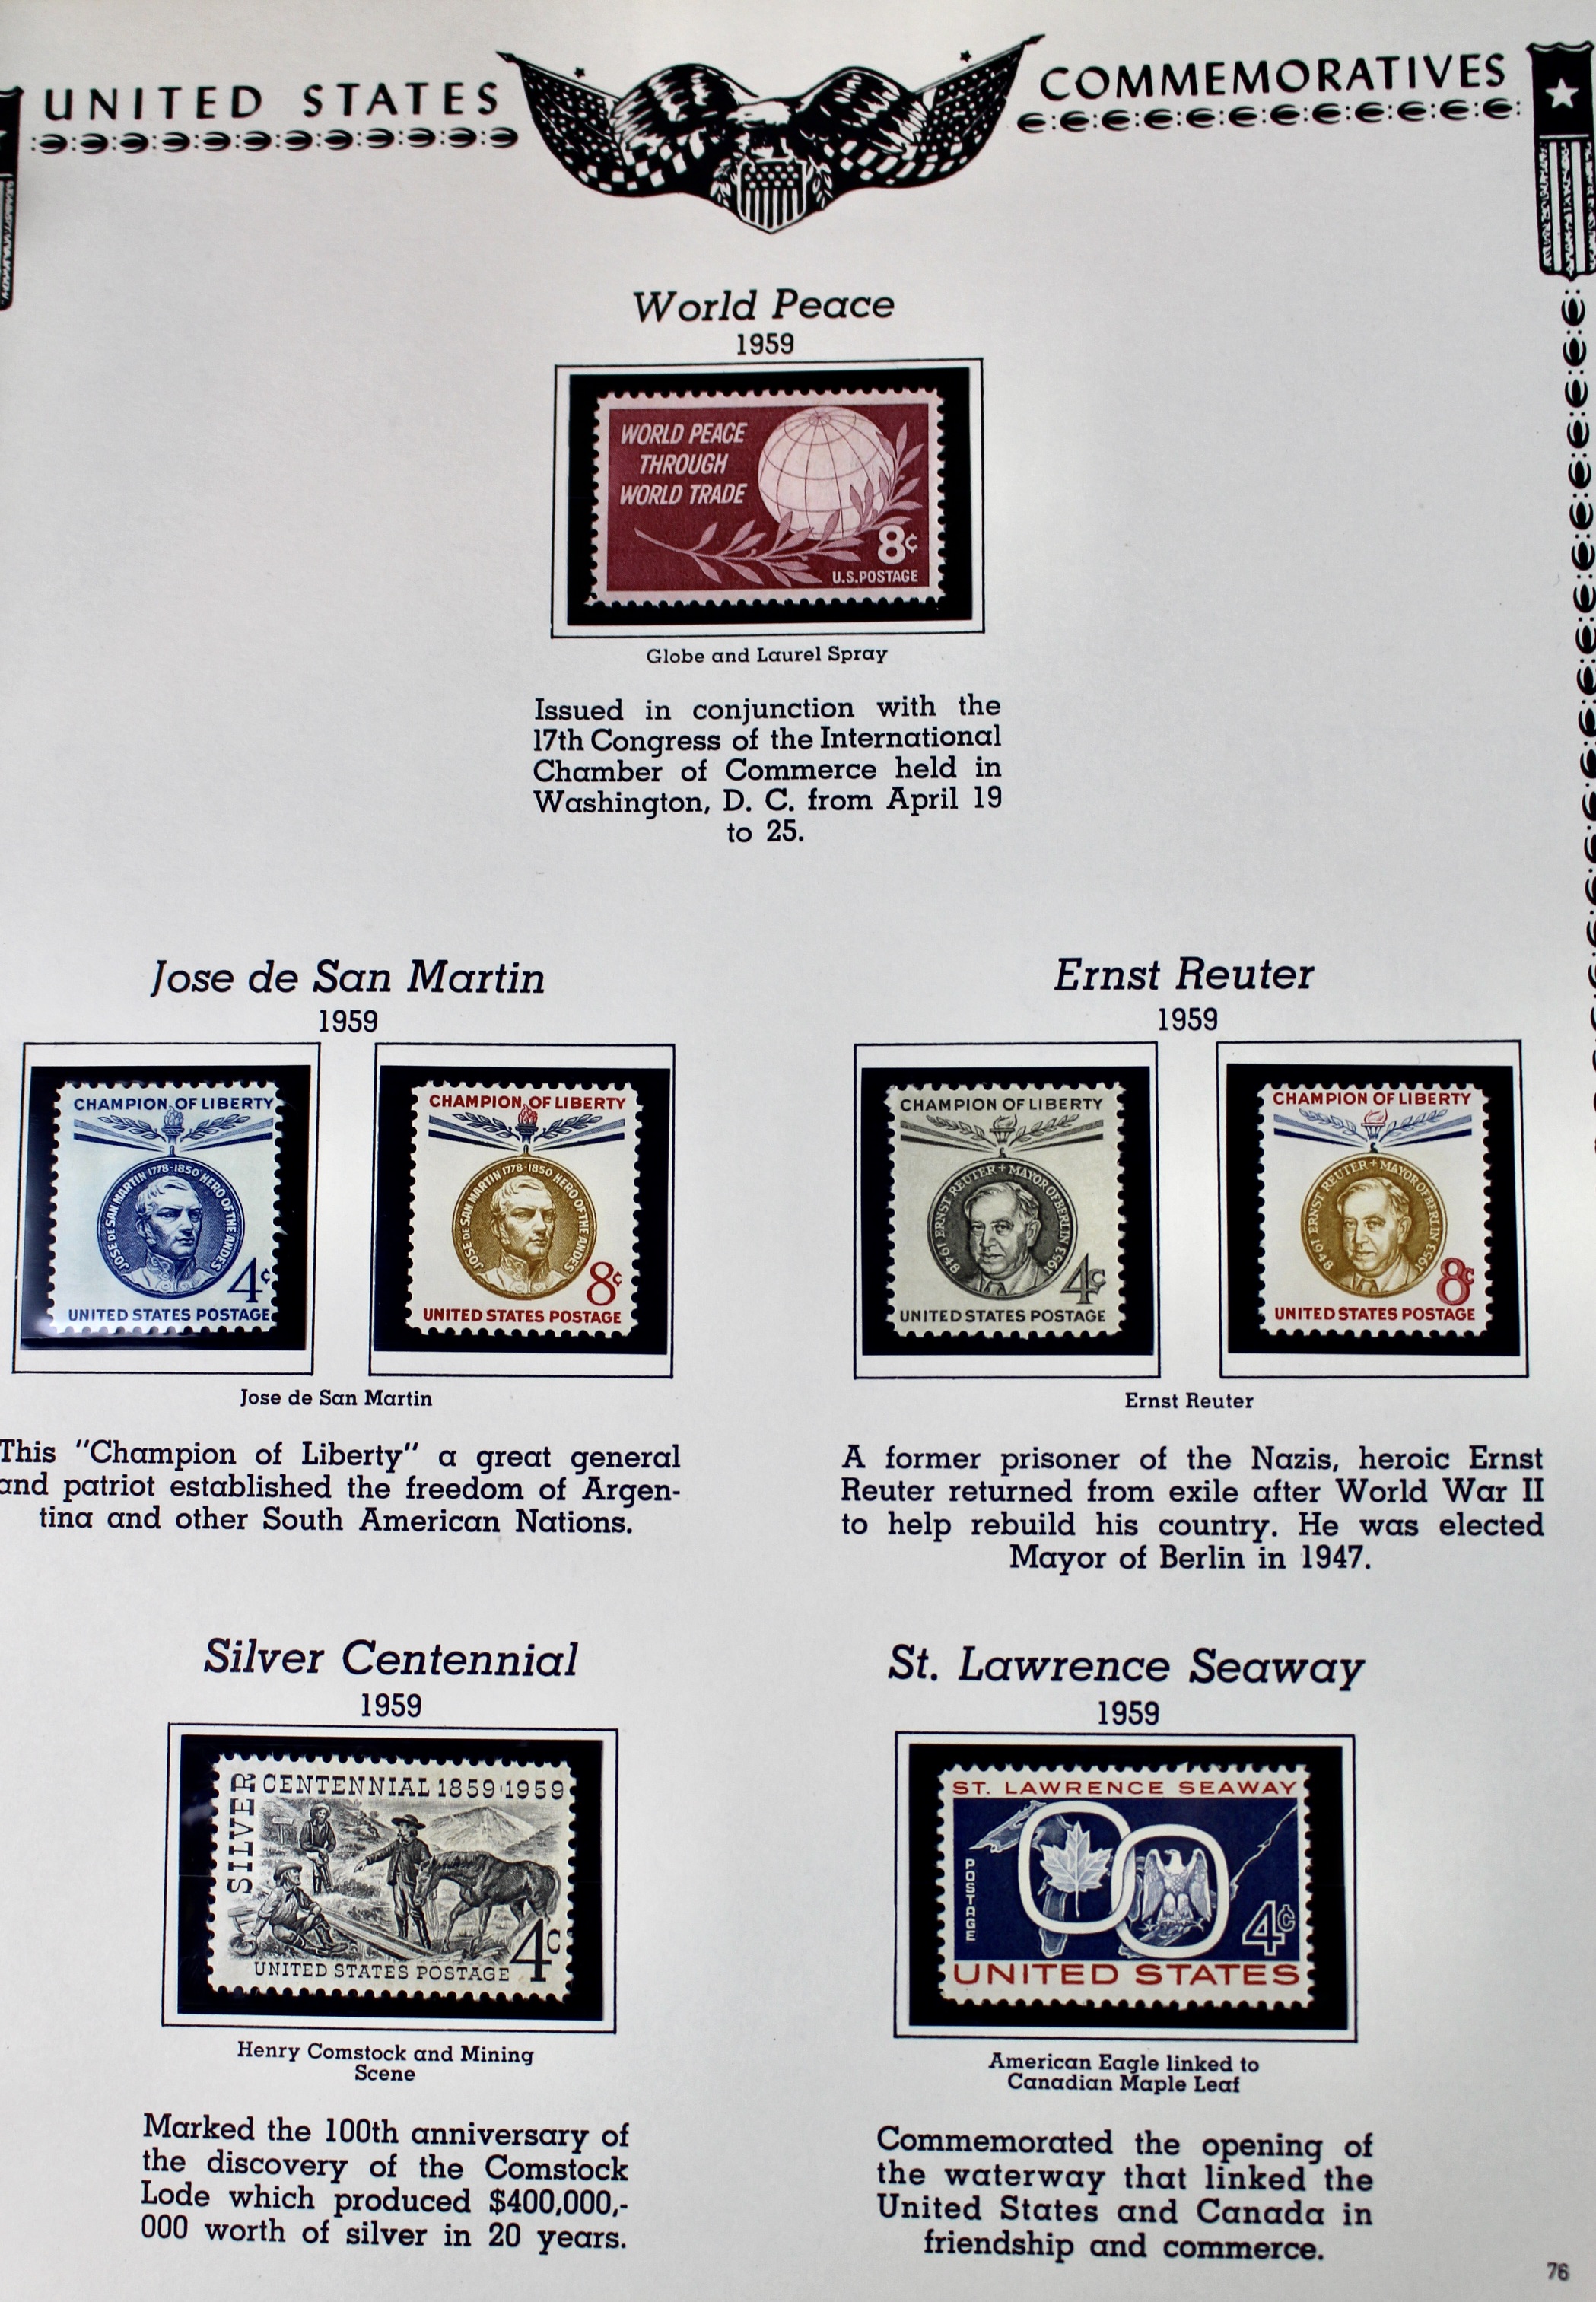 UNITED STATES
COMMEMORATIVES
World Peace
1959
WORLD PEACE
THROUGH
WORLD TRADE
8¢
U.S.POSTAGE
Globe and Laurel Spray
Issued in conjunction with the
17th Congress of the International
Chamber of Commerce held in
Washington, D. C. from April 19
to 25.
Jose de San Martin
1959
CHAMPION OF LIBERTY
JOSE DE SAN MARTIN 1778-1850 HERO OF THE ANDES
4¢
UNITED STATES POSTAGE
CHAMPION OF LIBERTY
JOSE DE SAN MARTIN 1778-1850 HERO OF THE ANDES
8¢
UNITED STATES POSTAGE
Jose de San Martin
This "Champion of Liberty" a great general
and patriot established the freedom of Argen-
tina and other South American Nations.
Ernst Reuter
1959
CHAMPION OF LIBERTY
1948 1961 ERNST REUTER + MAYOR OF BERLIN 1953
4¢
UNITED STATES POSTAGE
CHAMPION OF LIBERTY
1948 1961 ERNST REUTER + MAYOR OF BERLIN 1953
8¢
UNITED STATES POSTAGE
Ernst Reuter
A former prisoner of the Nazis, heroic Ernst
Reuter returned from exile after World War II
to help rebuild his country. He was elected
Mayor of Berlin in 1947.
Silver Centennial
1959
SILVER
CENTENNIAL 1859·1959
4¢
UNITED STATES POSTAGE
Henry Comstock and Mining
Scene
Marked the 100th anniversary of
the discovery of the Comstock
Lode which produced $400,000,-
000 worth of silver in 20 years.
St. Lawrence Seaway
1959
ST. LAWRENCE SEAWAY
POSTAGE
4¢
UNITED STATES
American Eagle linked to
Canadian Maple Leaf
Commemorated the opening of
the waterway that linked the
United States and Canada in
friendship and commerce.
76